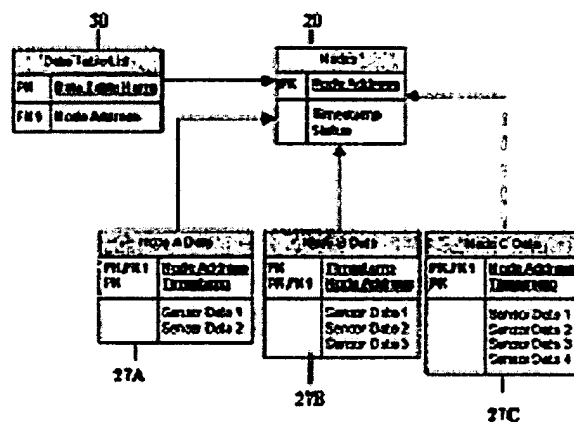 30
20
Data Table List
Nodes
PK Data Table Name
PK Node Address
FK1 Node Address
Timestamp
Status
Node A Data
Node B Data
Node C Data
PK/FK1 Node Address
PK Timestamp
PK Timestamp
PK/FK1 Node Address
PK/FK1 Node Address
PK Timestamp
Sensor Data 1
Sensor Data 2
Sensor Data 1
Sensor Data 2
Sensor Data 3
Sensor Data 1
Sensor Data 2
Sensor Data 3
Sensor Data 4
27A
27B
27C